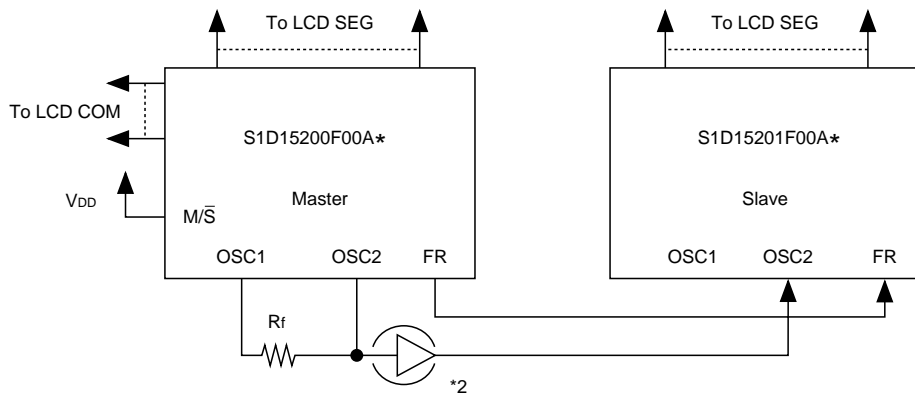 To LCD SEG
To LCD SEG
To LCD COM
S1D15200F00A*
S1D15201F00A*
VDD
Master
Slave
M/S̅
OSC1
OSC2
FR
OSC1
OSC2
FR
Rf
*2